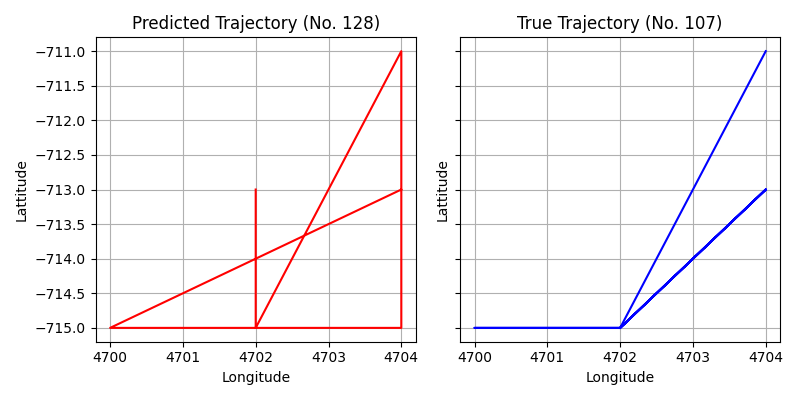 Predicted Trajectory (No. 128)
Lattitude
−711.0
−711.5
−712.0
−712.5
−713.0
−713.5
−714.0
−714.5
−715.0
4700 4701 4702 4703 4704
Longitude
True Trajectory (No. 107)
Lattitude
4700 4701 4702 4703 4704
Longitude